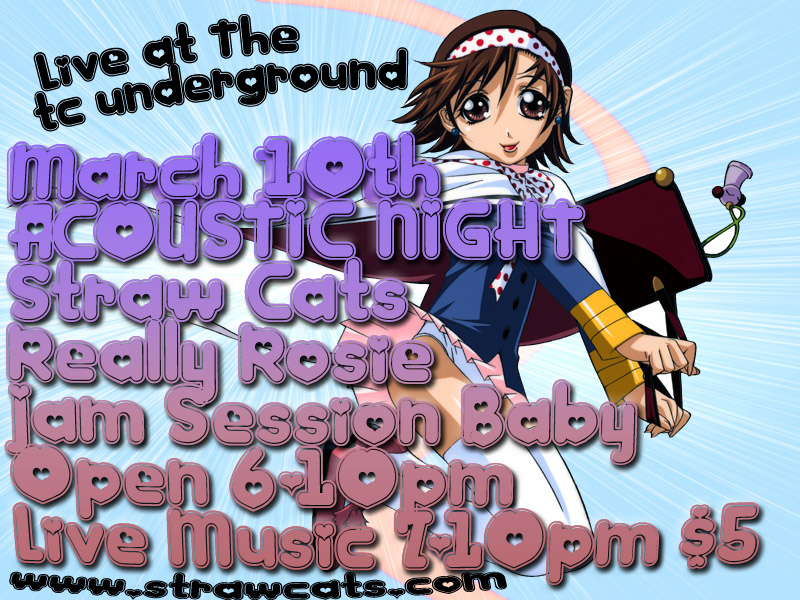 Live at The
tc underground
March 10th
ACOUSTIC NIGHT
Straw Cats
Really Rosie
Jam Session Baby
Open 6-10pm
Live Music 7-10pm $5
www.strawcats.com